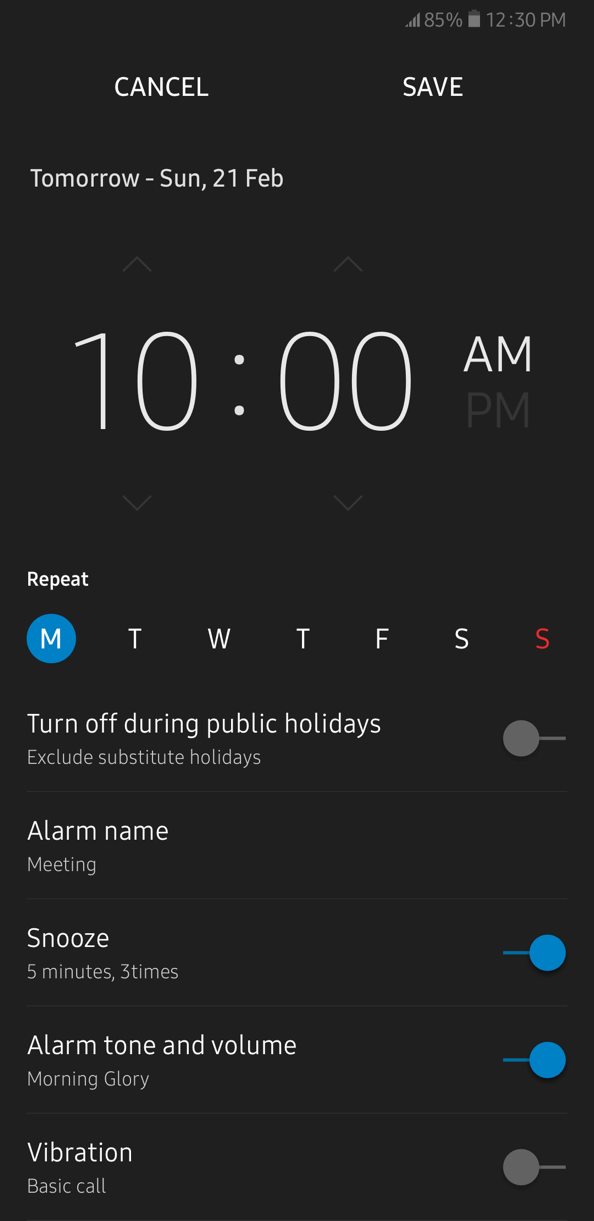 85% 12:30 PM
CANCEL SAVE
Tomorrow - Sun, 21 Feb
10 : 00 AM
PM
Repeat
M T W T F S S
Turn off during public holidays
Exclude substitute holidays
Alarm name
Meeting
Snooze
5 minutes, 3times
Alarm tone and volume
Morning Glory
Vibration
Basic call